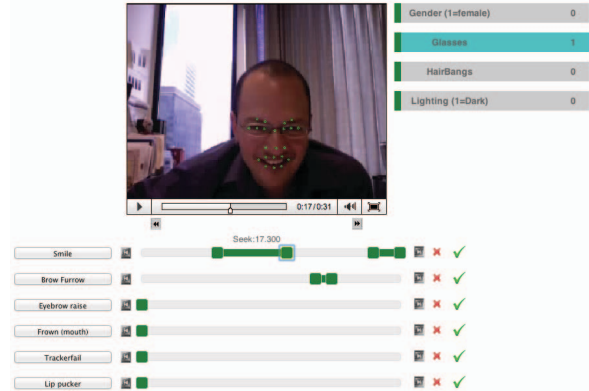 Gender (1=female) 0
Glasses 1
HairBangs 0
Lighting (1=Dark) 0
0:17/0:31
Seek:17.300
Smile
Brow Furrow
Eyebrow raise
Frown (mouth)
Trackerfail
Lip pucker